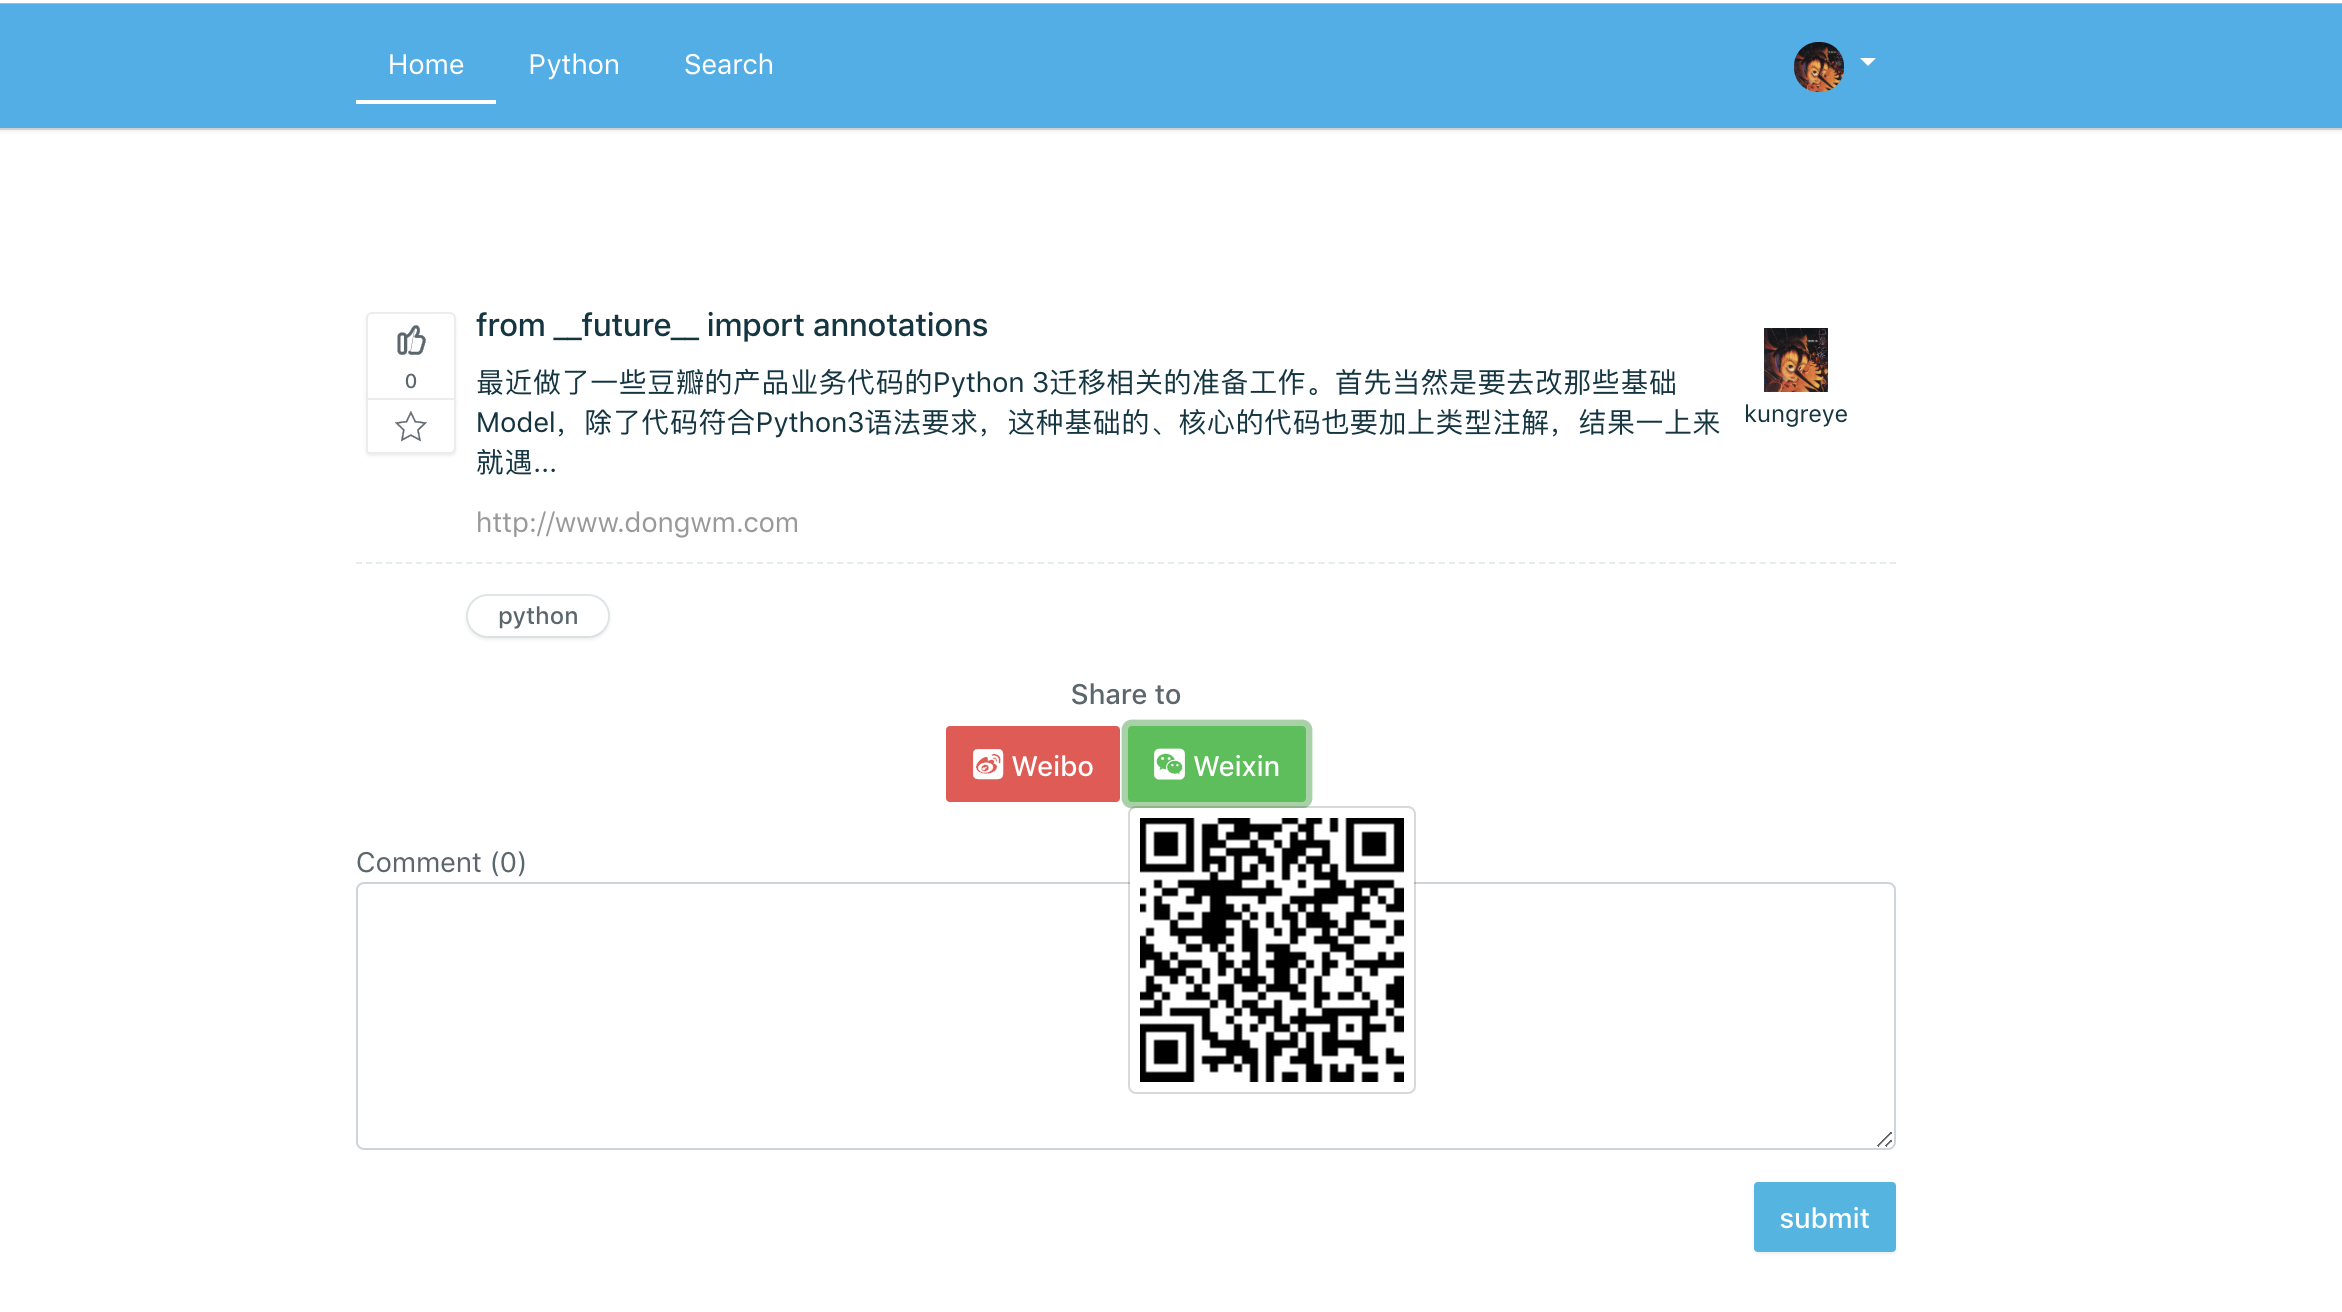 Home Python Search
from __future__ import annotations
0
最近做了一些豆瓣的产品业务代码的Python 3迁移相关的准备工作。首先当然是要去改那些基础
Model，除了代码符合Python3语法要求，这种基础的、核心的代码也要加上类型注解，结果一上来
就遇...
kungreye
http://www.dongwm.com
python
Share to
Weibo Weixin
Comment (0)
submit